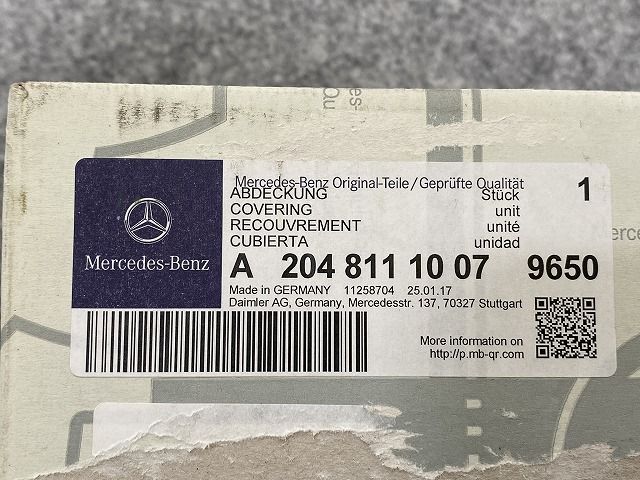 Mercedes-Benz
Mercedes-Benz Original-Teile/Geprüfte Qualität
ABDECKUNG Stück 1
COVERING unit
RECOUVREMENT unité
CUBIERTA unidad
A 204 811 10 07 9650
Made in GERMANY 11258704 25.01.17
Daimler AG, Germany, Mercedesstr. 137, 70327 Stuttgart
More information on
http://p.mb-qr.com